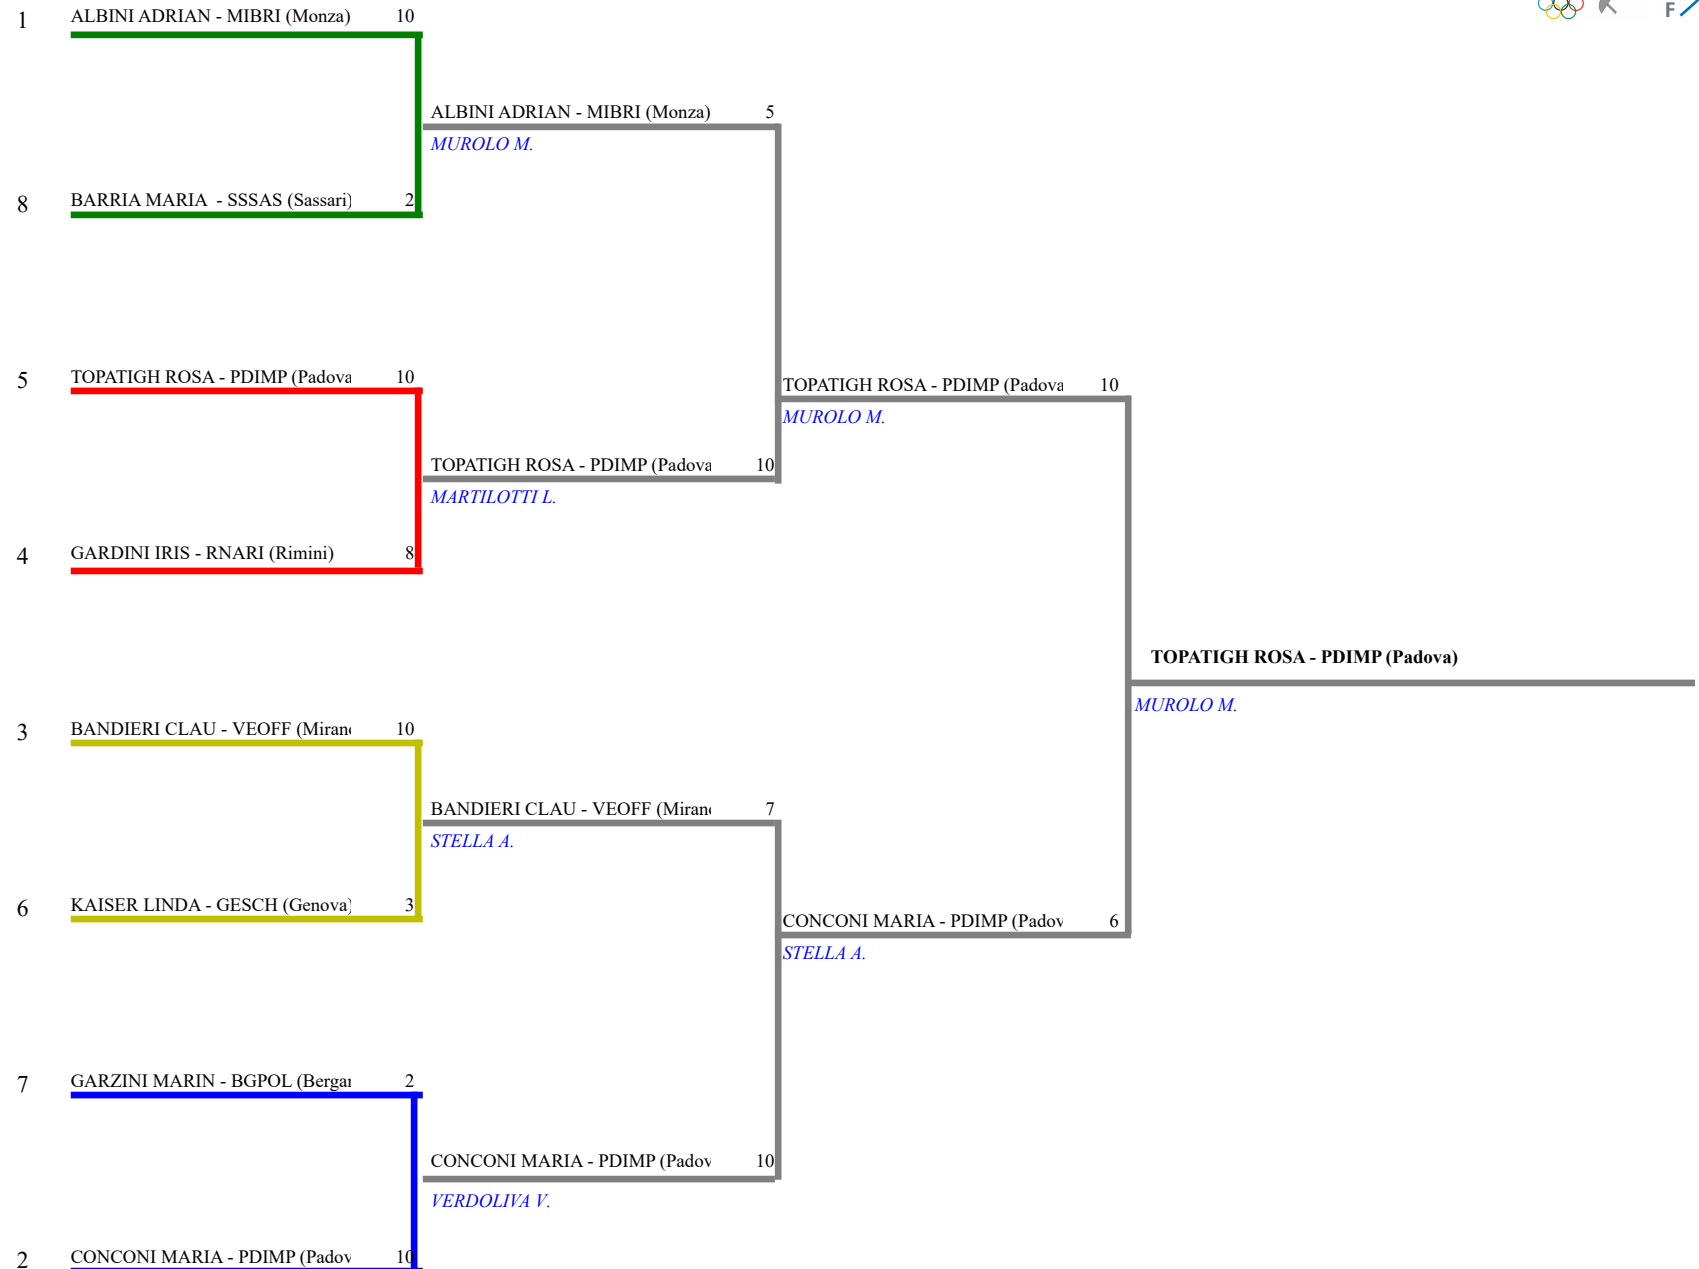 F
1 ALBINI ADRIAN - MIBRI (Monza) 10
ALBINI ADRIAN - MIBRI (Monza) 5
MUROLO M.
8 BARRIA MARIA - SSSAS (Sassari) 2
5 TOPATIGH ROSA - PDIMP (Padova 10
TOPATIGH ROSA - PDIMP (Padova 10
MUROLO M.
TOPATIGH ROSA - PDIMP (Padova 10
MARTILOTTI L.
4 GARDINI IRIS - RNARI (Rimini) 8
TOPATIGH ROSA - PDIMP (Padova)
MUROLO M.
3 BANDIERI CLAU - VEOFF (Miran 10
BANDIERI CLAU - VEOFF (Miran 7
STELLA A.
6 KAISER LINDA - GESCH (Genova) 3
CONCONI MARIA - PDIMP (Padov 6
STELLA A.
7 GARZINI MARIN - BGPOL (Berga 2
CONCONI MARIA - PDIMP (Padov 10
VERDOLIVA V.
2 CONCONI MARIA - PDIMP (Padov 10